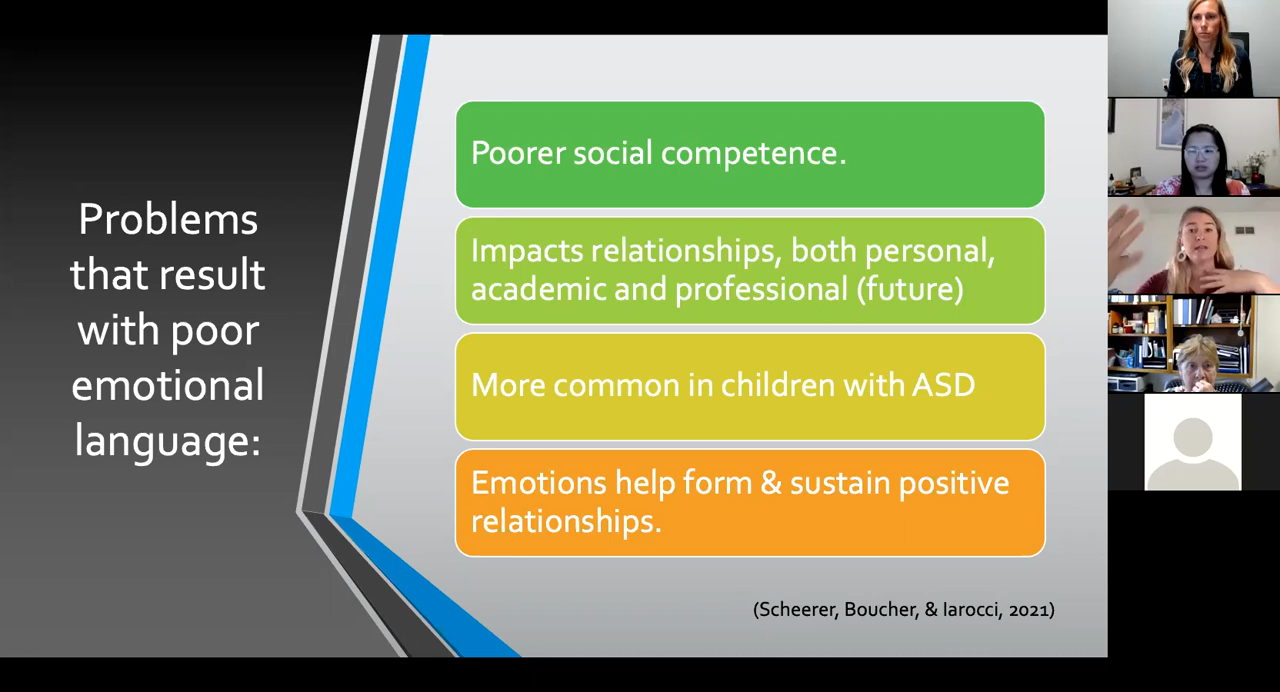 Problems
that result
with poor
emotional
language:
Poorer social competence.
Impacts relationships, both personal,
academic and professional (future)
More common in children with ASD
Emotions help form & sustain positive
relationships.
(Scheerer, Boucher, & Iarocci, 2021)